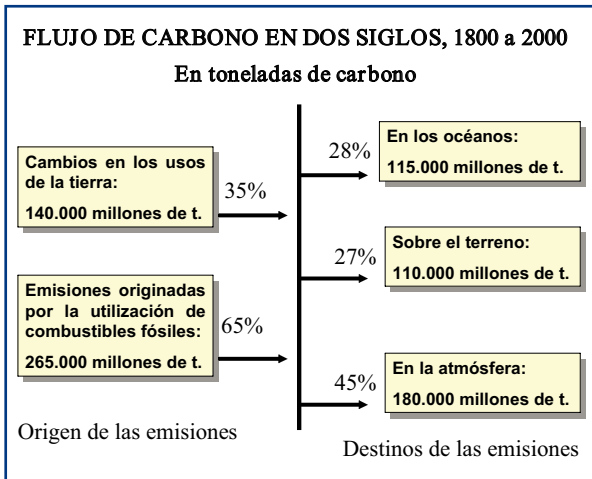 FLUJO DE CARBONO EN DOS SIGLOS, 1800 a 2000
En toneladas de carbono
Cambios en los usos
de la tierra:
140.000 millones de t.
35%
Emisiones originadas
por la utilización de
combustibles fósiles:
265.000 millones de t.
65%
Origen de las emisiones
28%
En los océanos:
115.000 millones de t.
27%
Sobre el terreno:
110.000 millones de t.
45%
En la atmósfera:
180.000 millones de t.
Destinos de las emisiones